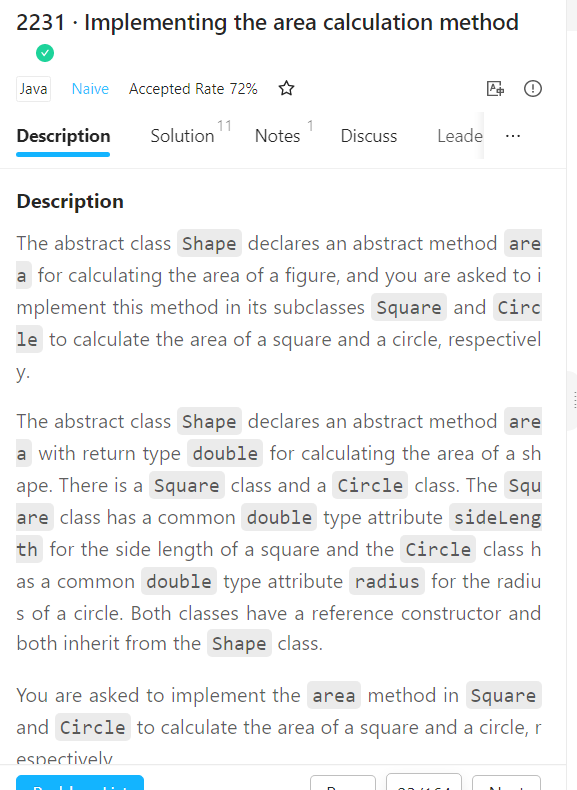 2231 · Implementing the area calculation method
Java Naive Accepted Rate 72%
Description Solution 11 Notes 1 Discuss Leade ...
Description
The abstract class Shape declares an abstract method are
a for calculating the area of a figure, and you are asked to i
mplement this method in its subclasses Square and Circ
le to calculate the area of a square and a circle, respectivel
y.
The abstract class Shape declares an abstract method are
a with return type double for calculating the area of a sh
ape. There is a Square class and a Circle class. The Squ
are class has a common double type attribute sideLeng
th for the side length of a square and the Circle class h
as a common double type attribute radius for the radiu
s of a circle. Both classes have a reference constructor and
both inherit from the Shape class.
You are asked to implement the area method in Square
and Circle to calculate the area of a square and a circle, r
espectively